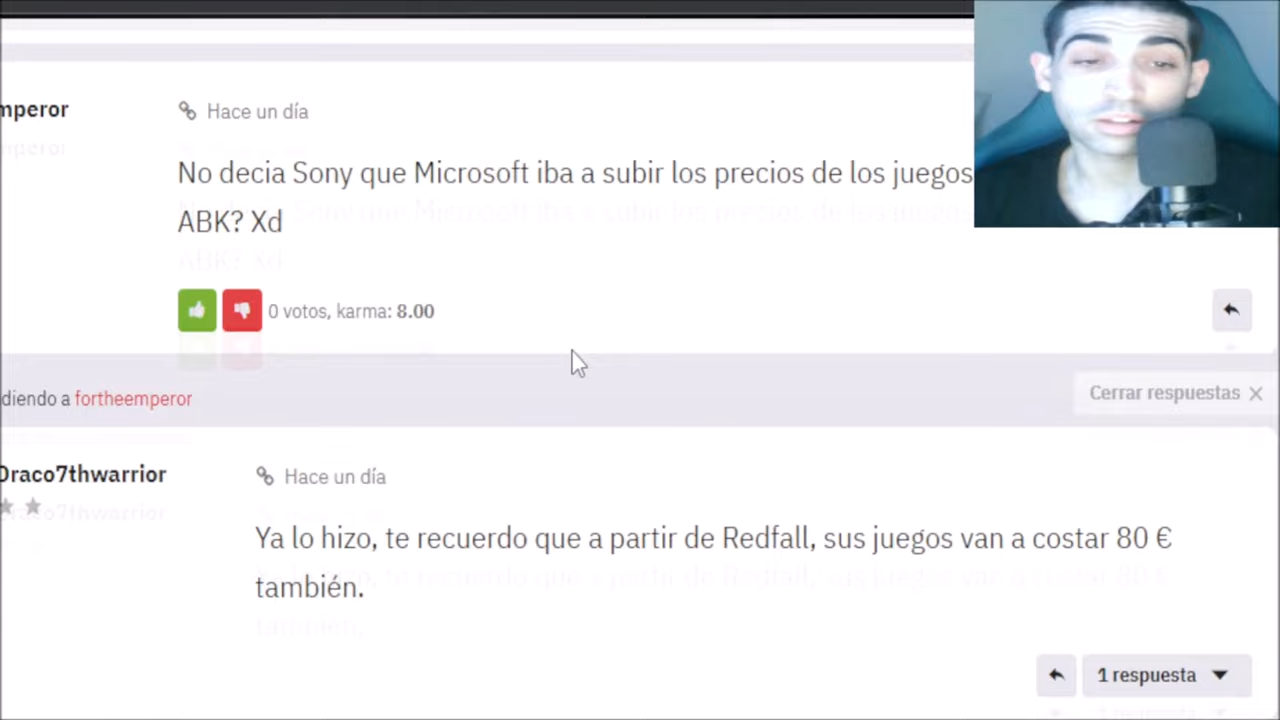 mperor
Hace un día
No decia Sony que Microsoft iba a subir los precios de los juegos
ABK? Xd
0 votos, karma: 8.00
diendo a fortheemperor
Cerrar respuestas
Draco7thwarrior
Hace un día
Ya lo hizo, te recuerdo que a partir de Redfall, sus juegos van a costar 80 €
también.
1 respuesta